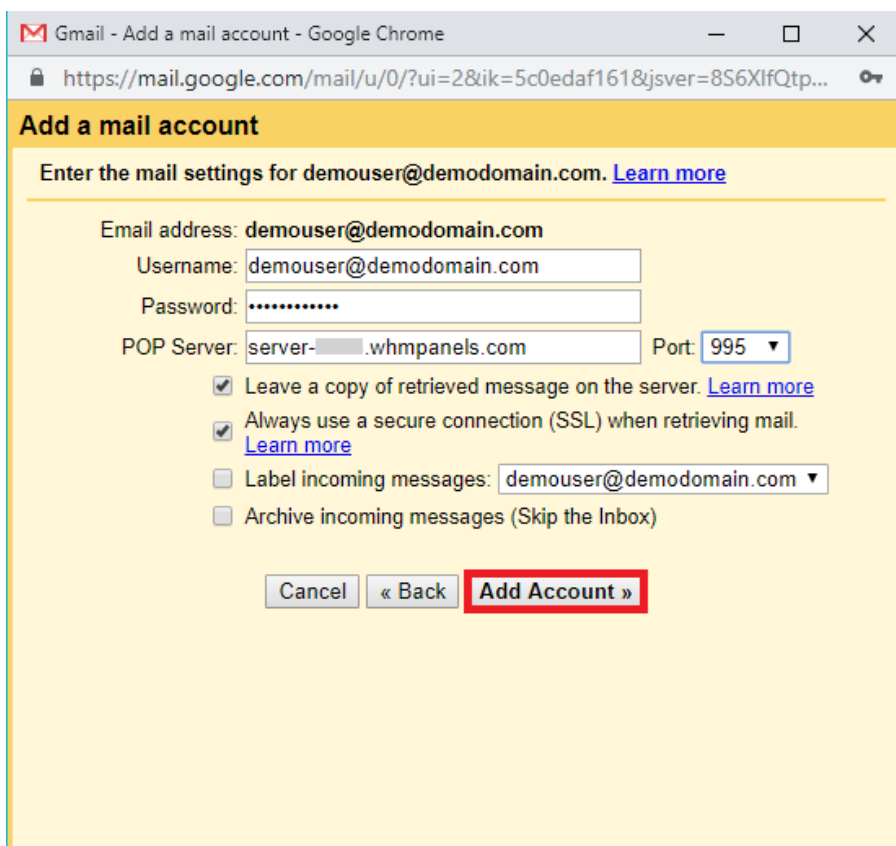 Gmail - Add a mail account - Google Chrome
https://mail.google.com/mail/u/0/?ui=2&ik=5c0edaf161&jsver=8S6XlfQtp...
Add a mail account
Enter the mail settings for demouser@demodomain.com. Learn more
Email address: demouser@demodomain.com
Username: demouser@demodomain.com
Password: ••••••••••••
POP Server: server- .whmpanels.com Port: 995 ▼
Leave a copy of retrieved message on the server. Learn more
Always use a secure connection (SSL) when retrieving mail.
Learn more
Label incoming messages: demouser@demodomain.com ▼
Archive incoming messages (Skip the Inbox)
Cancel « Back Add Account »